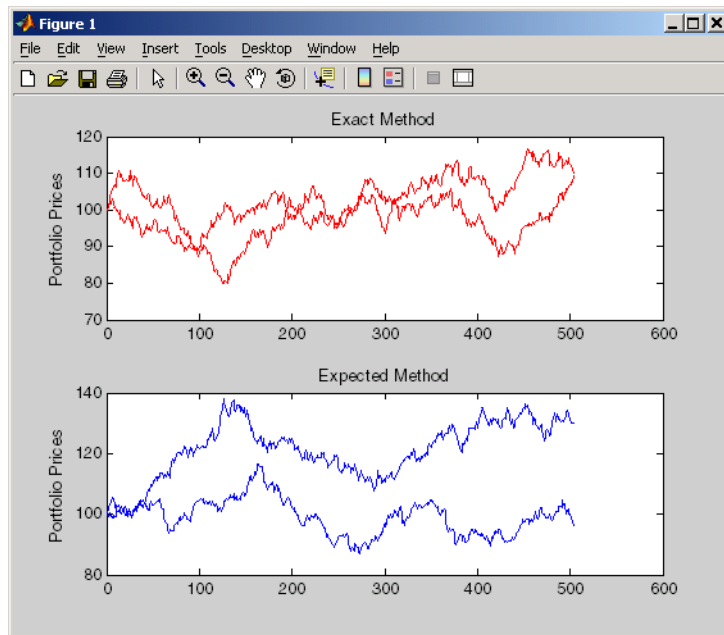 Figure 1
File Edit View Insert Tools Desktop Window Help
Exact Method
Portfolio Prices
120
110
100
90
80
70
0 100 200 300 400 500 600
Expected Method
Portfolio Prices
140
120
100
80
0 100 200 300 400 500 600